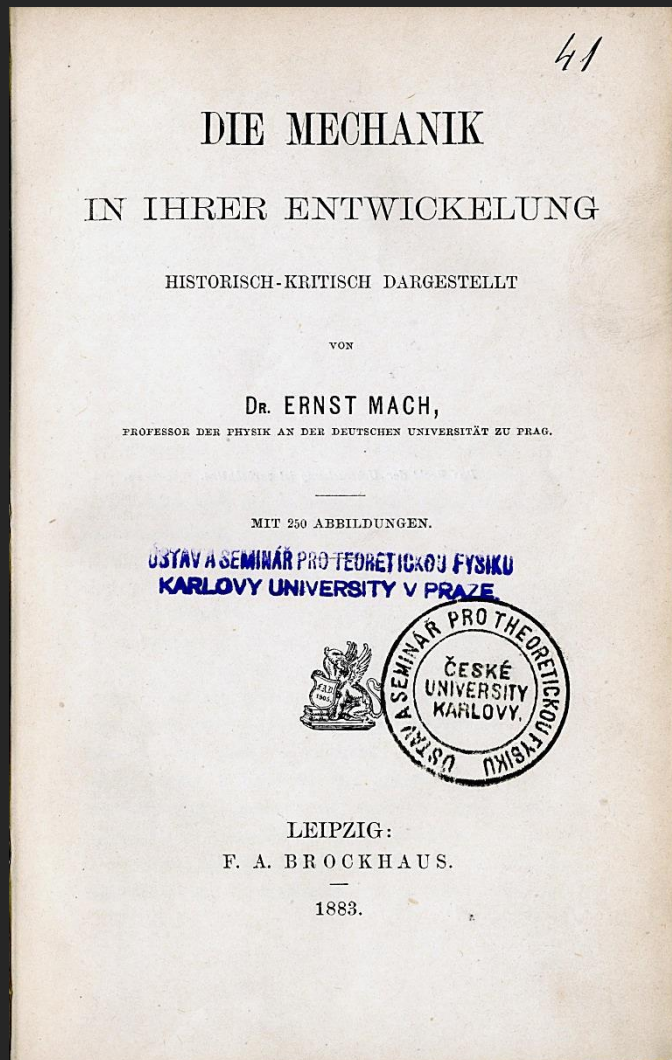 41
DIE MECHANIK
IN IHRER ENTWICKELUNG
HISTORISCH-KRITISCH DARGESTELLT
VON
DR. ERNST MACH,
PROFESSOR DER PHYSIK AN DER DEUTSCHEN UNIVERSITÄT ZU PRAG.
MIT 250 ABBILDUNGEN.
ÚSTAV A SEMINÁŘ PRO TEORETICKOU FYSIKU
KARLOVY UNIVERSITY V PRAZE.
ÚSTAV A SEMINÁŘ PRO THEORETICKOU FYSIKU
ČESKÉ
UNIVERSITY
KARLOVY.
LEIPZIG:
F. A. BROCKHAUS.
1883.